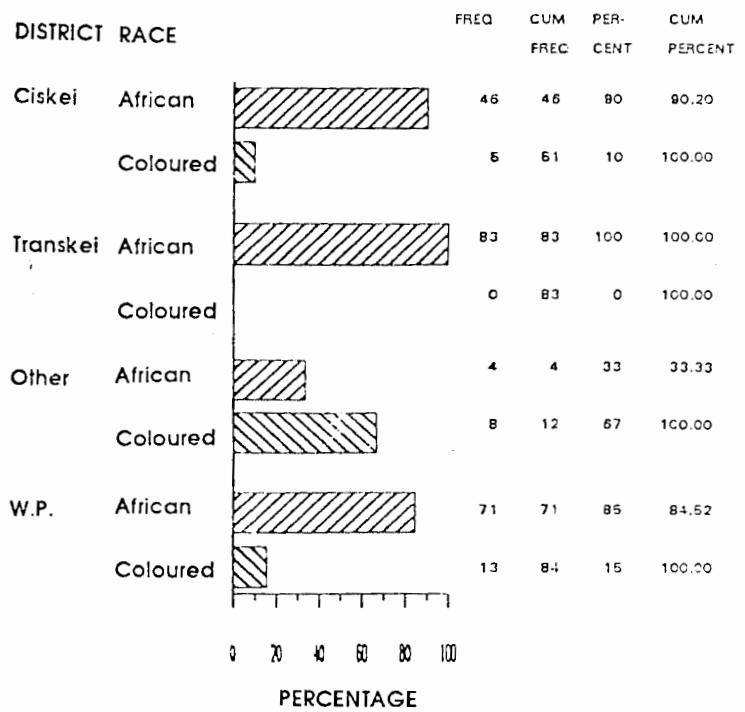 DISTRICT RACE FREQ CUM FREQ PER-CENT CUM PERCENT
Ciskei African 46 46 90 90.20
Coloured 5 51 10 100.00
Transkei African 83 83 100 100.00
Coloured 0 83 0 100.00
Other African 4 4 33 33.33
Coloured 8 12 67 100.00
W.P. African 71 71 85 84.52
Coloured 13 84 15 100.00
0 20 40 60 80 100
PERCENTAGE